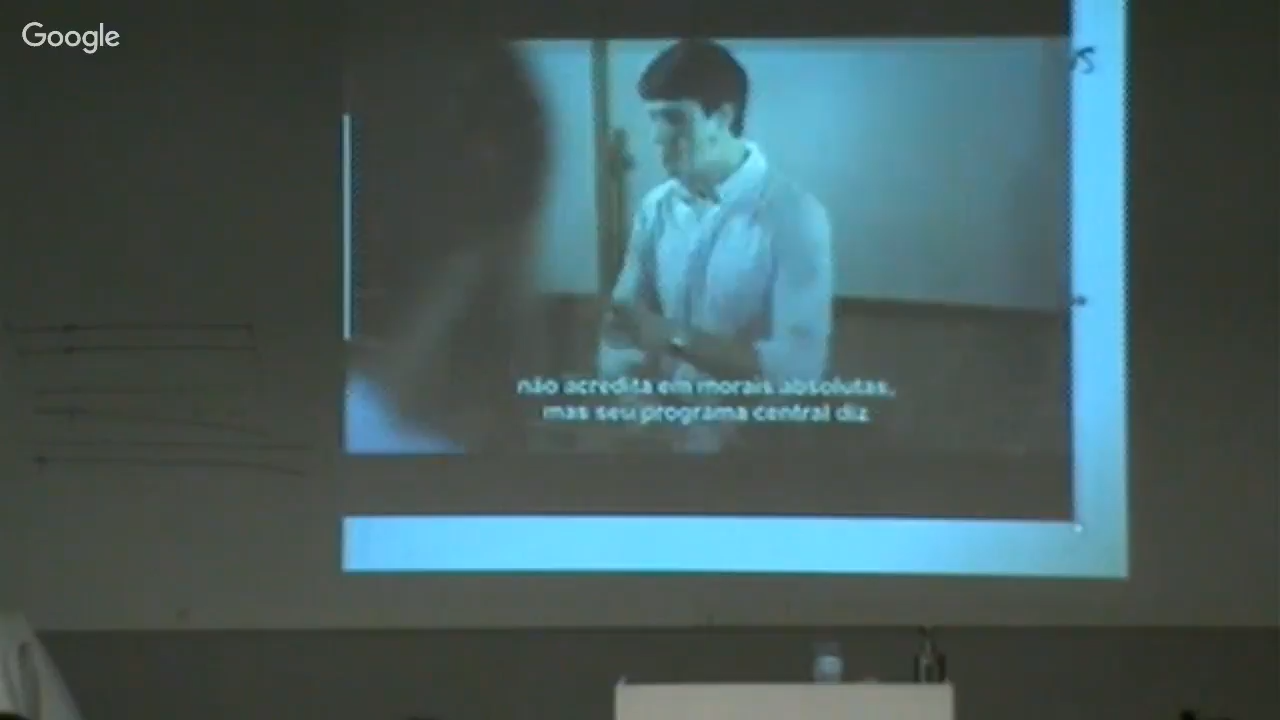 Google
não acredita em morais absolutas,
mas seu programa central diz